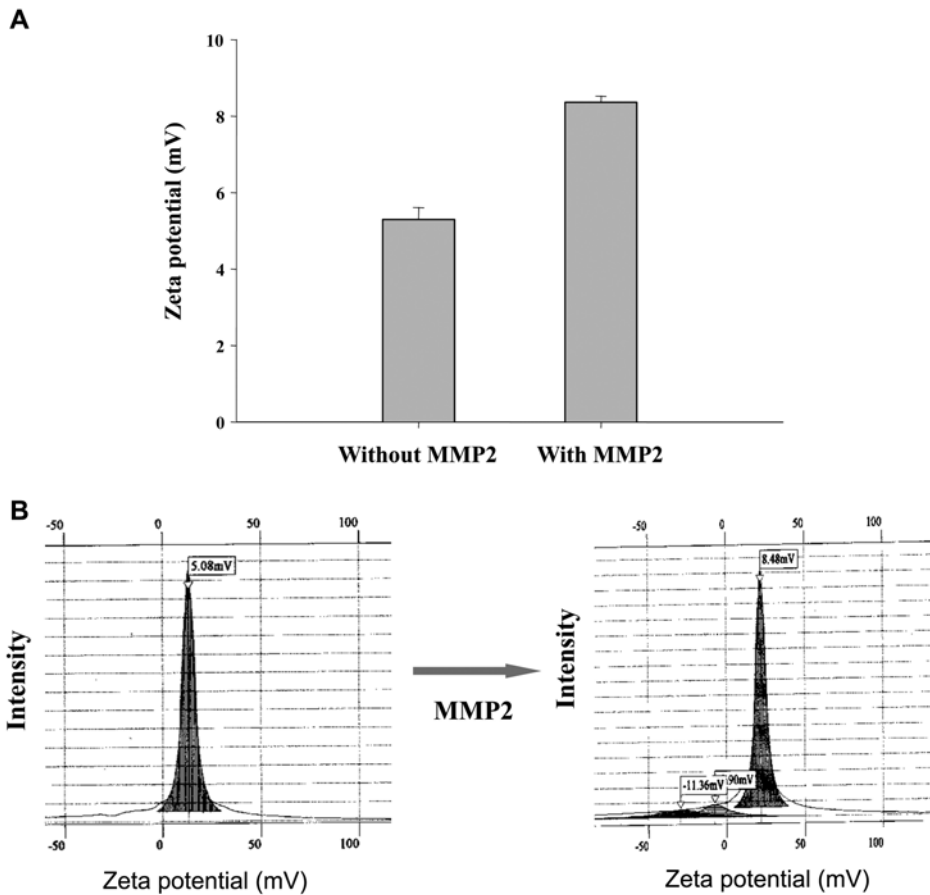 A
10
8
6
4
2
0
Zeta potential (mV)
Without MMP2 With MMP2
B
-50 0 50 100
5.08mV
Intensity
-50 0 50 100
Zeta potential (mV)
MMP2
-50 0 50 100
8.48mV
-11.36mV 90mV
Intensity
-50 0 50 100
Zeta potential (mV)